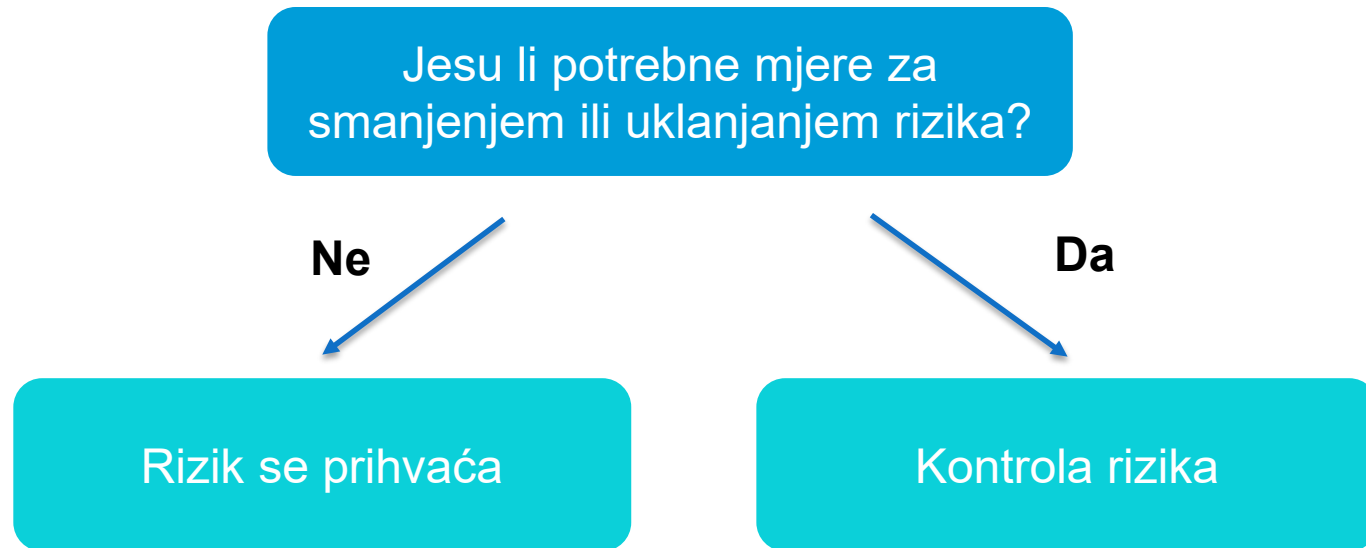 Jesu li potrebne mjere za
smanjenjem ili uklanjanjem rizika?
Ne
Da
Rizik se prihvaća
Kontrola rizika